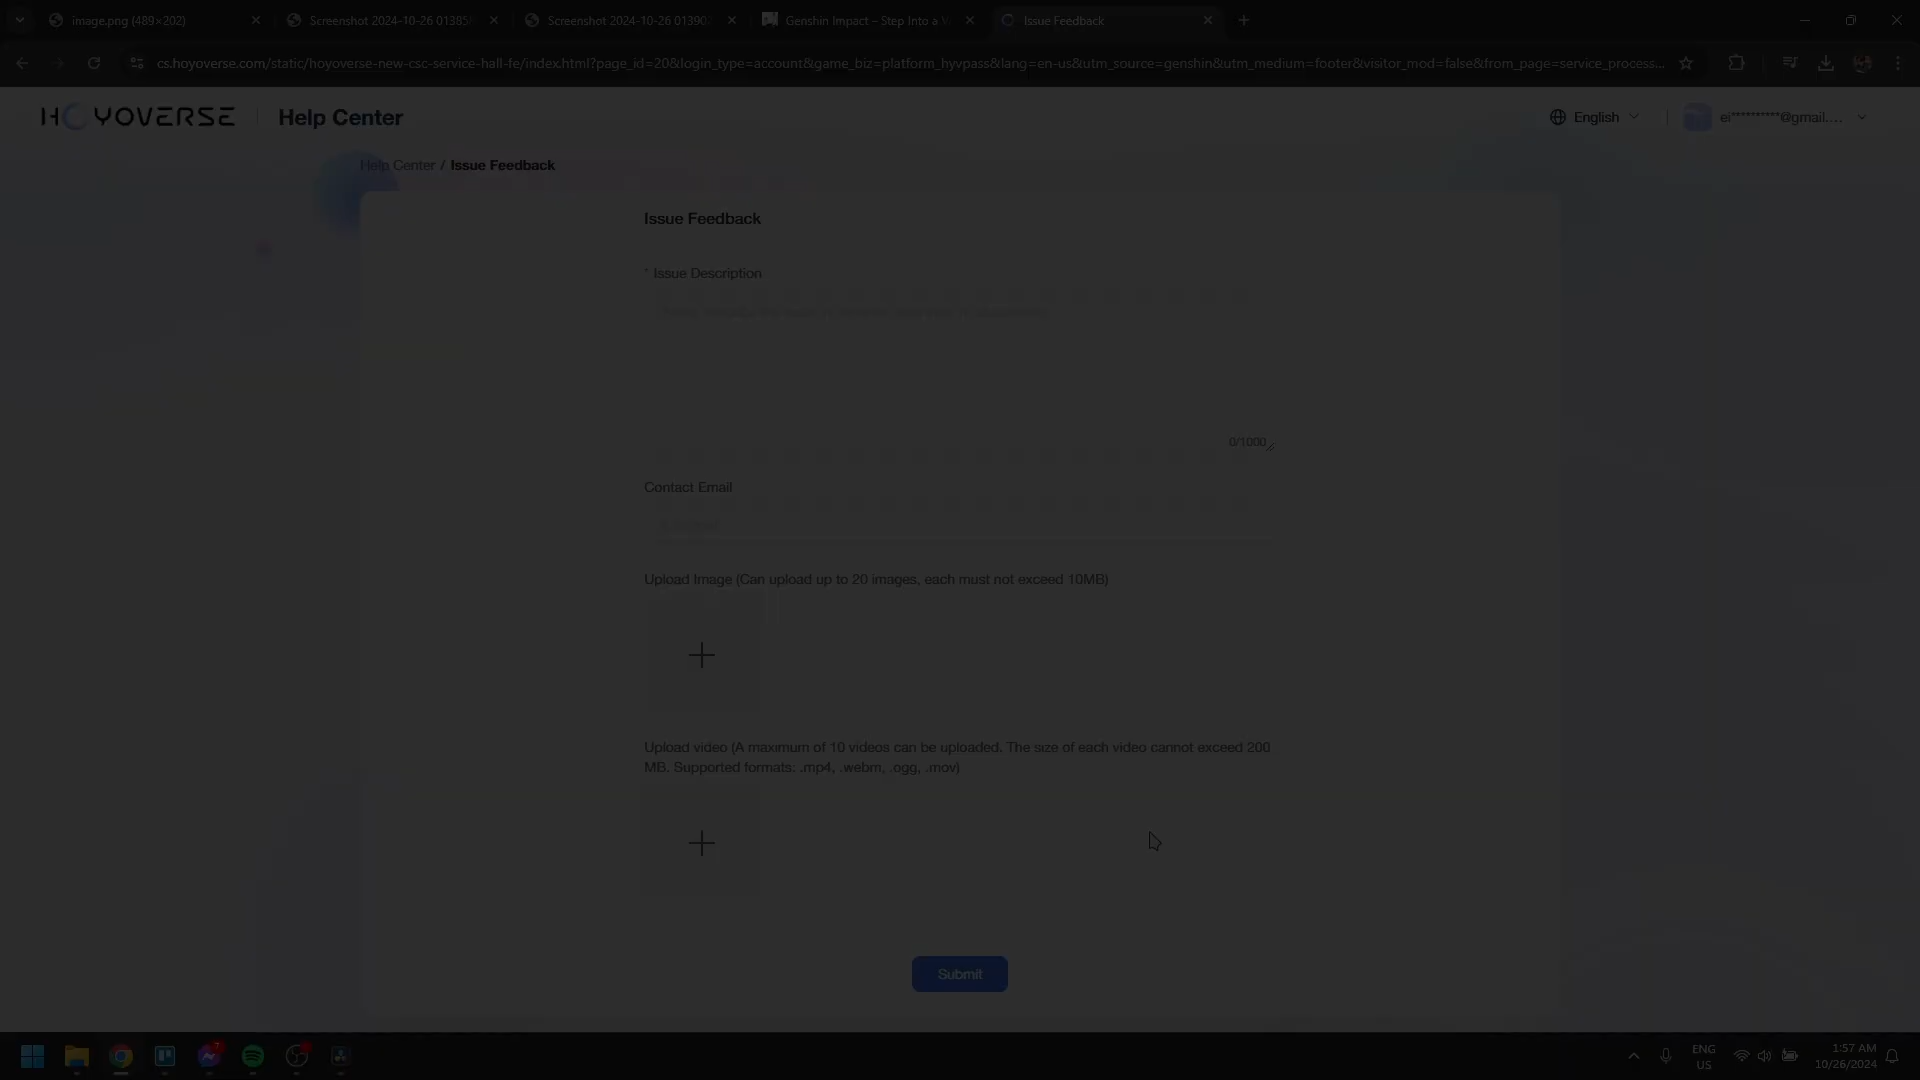 image.png (489×202)
Screenshot 2024-10-26 01385
Screenshot 2024-10-26 01390
Genshin Impact – Step Into a V
Issue Feedback
cs.hoyoverse.com/static/hoyoverse-new-csc-service-hall-fe/index.html?page_id=20&login_type=account&game_biz=platform_hyvpass&lang=en-us&utm_source=genshin&utm_medium=footer&visitor_mod=false&from_page=service_process...
HOYOVERSE
Help Center
English
ei**********@gmail....
Help Center / Issue Feedback
Issue Feedback
* Issue Description
0/1000
Contact Email
Upload Image (Can upload up to 20 images, each must not exceed 10MB)
Upload video (A maximum of 10 videos can be uploaded. The size of each video cannot exceed 200
MB. Supported formats: .mp4, .webm, .ogg, .mov)
Submit
7
ENG
US
1:57 AM
10/26/2024